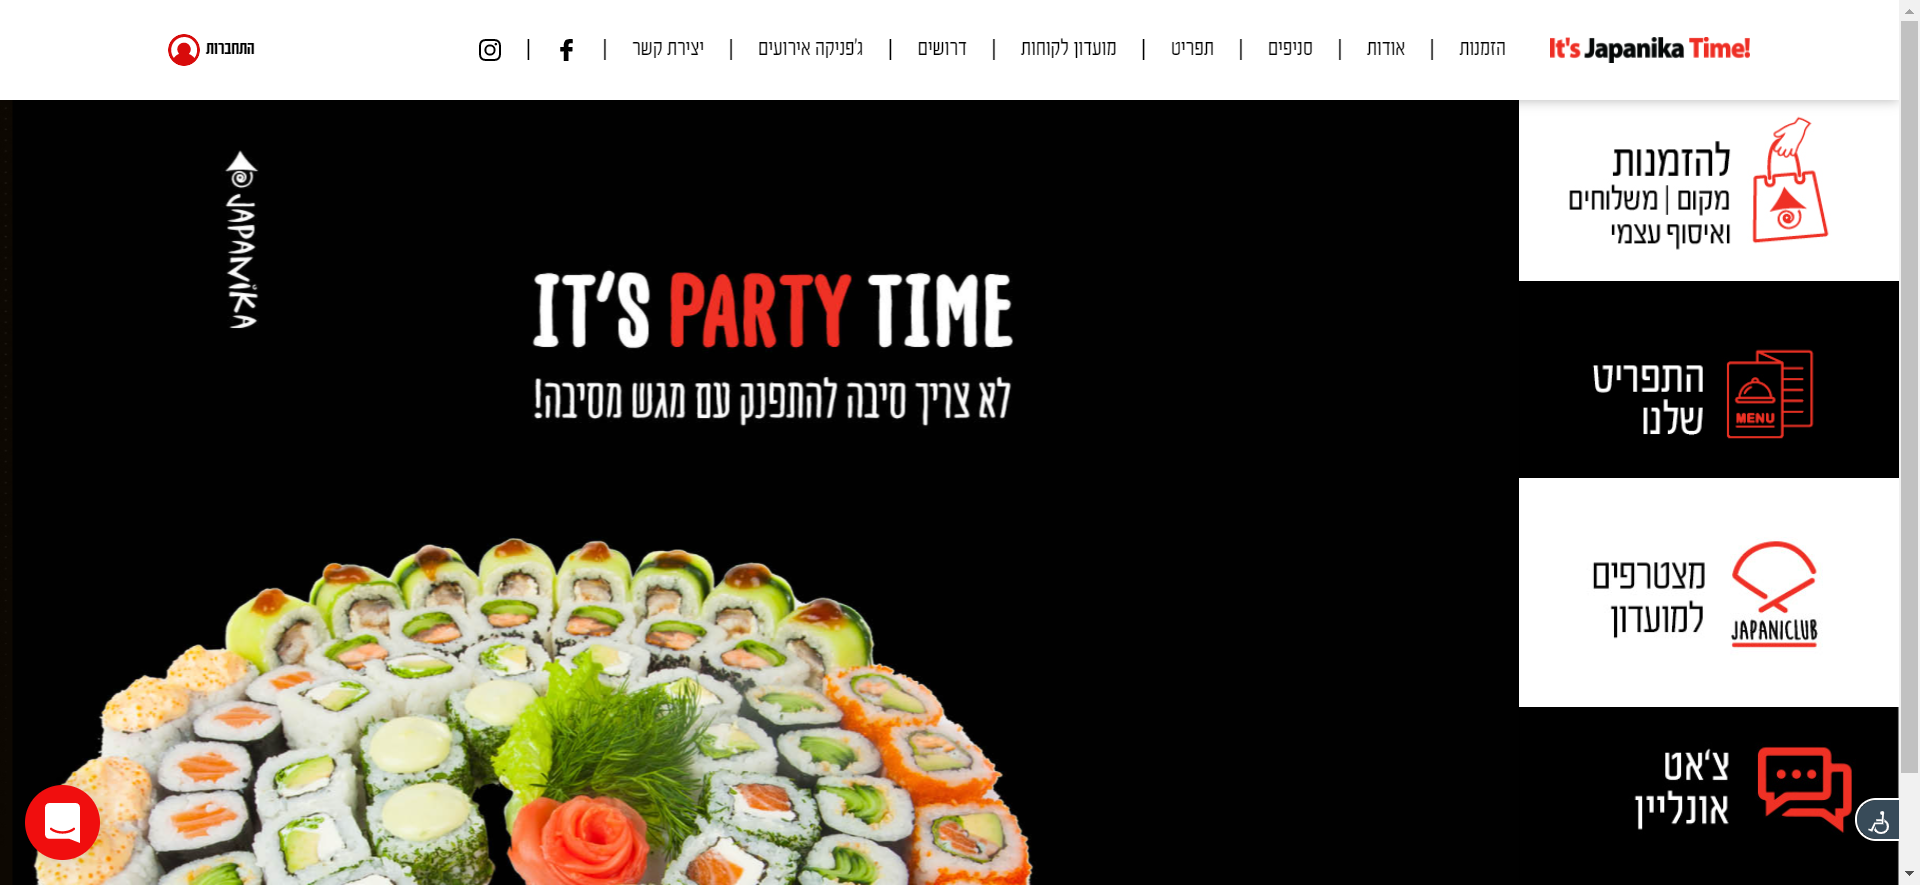 It's Japanika Time!
הזמנות | אודות | סניפים | תפריט | מועדון לקוחות | דרושים | ג'פניקה אירועים | יצירת קשר |
התחברות
להזמנות
מקום | משלוחים
ואיסוף עצמי
JAPANIKA
IT'S PARTY TIME
לא צריך סיבה להתפנק עם מגש מסיבה!
התפריט
שלנו
MENU
מצטרפים
למועדון
JAPANICLUB
צ'אט
אונליין